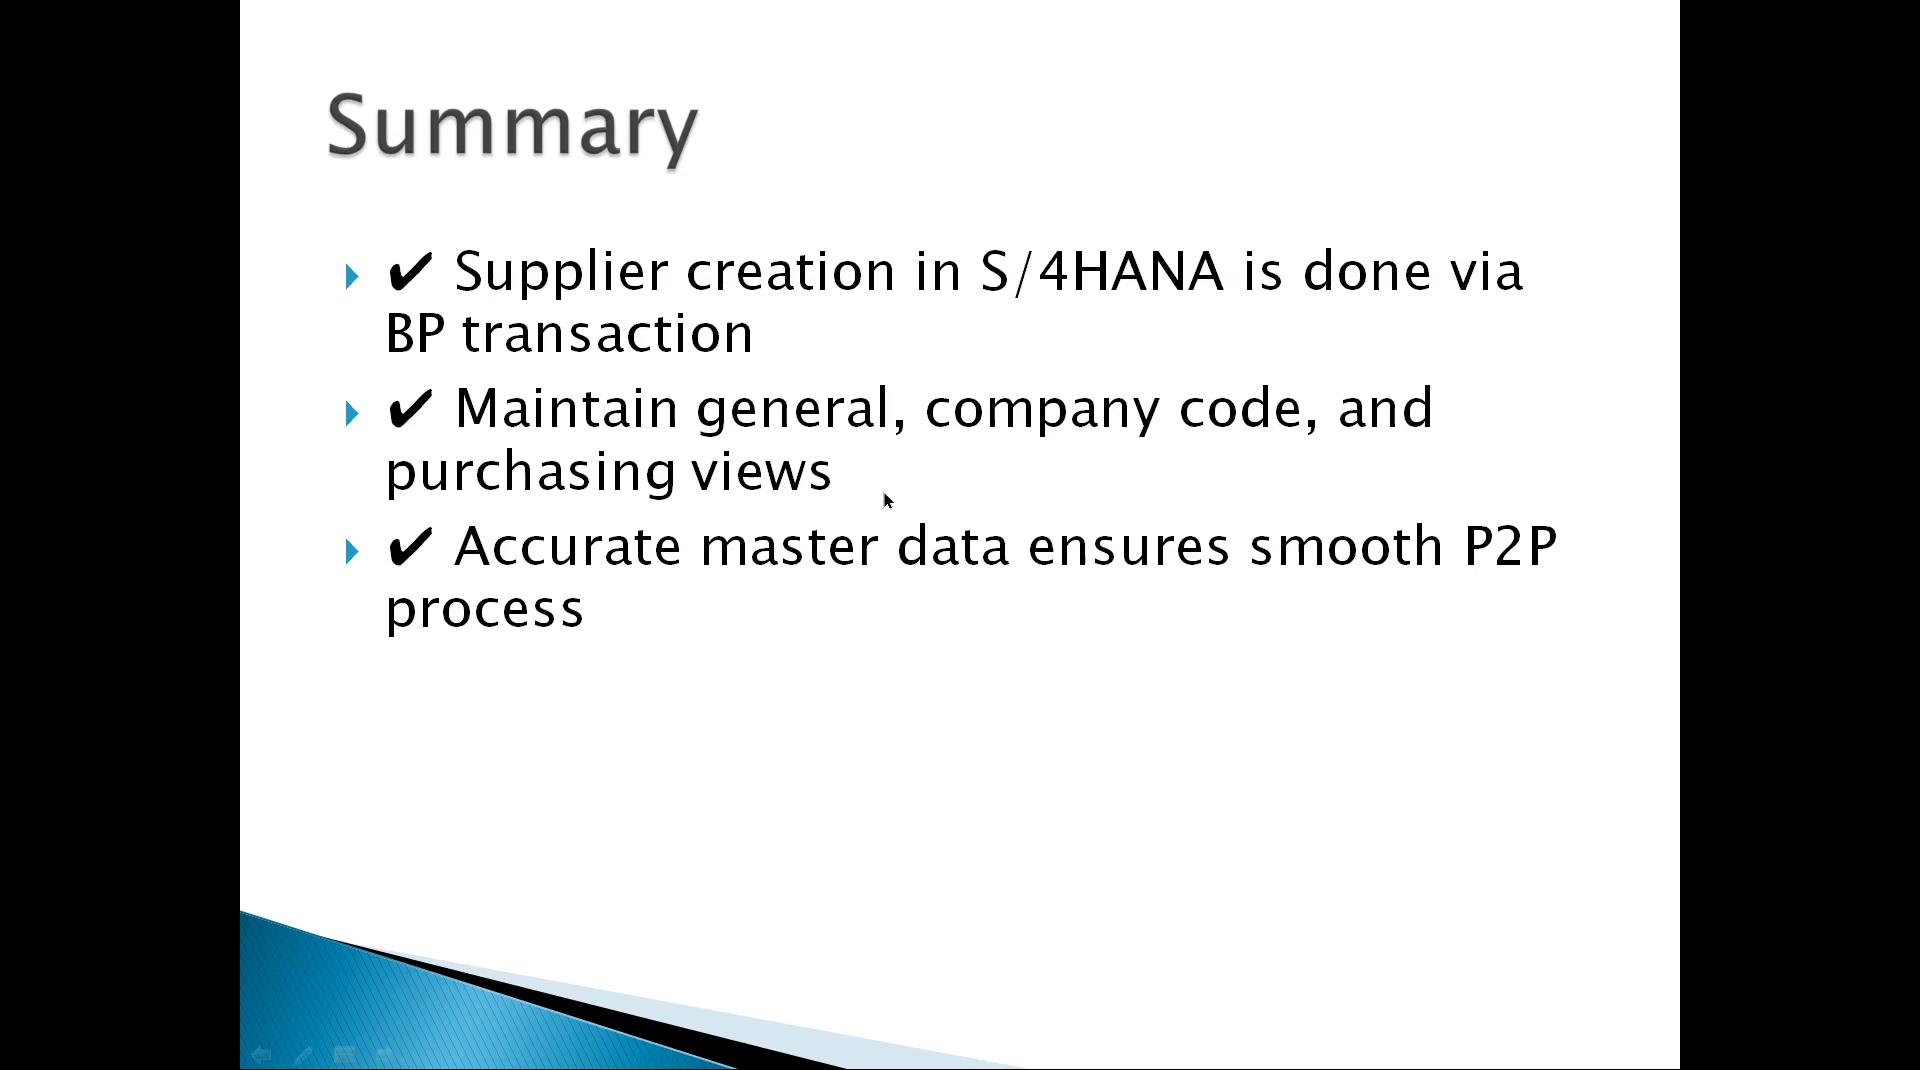 Summary
✔ Supplier creation in S/4HANA is done via
BP transaction
✔ Maintain general, company code, and
purchasing views
✔ Accurate master data ensures smooth P2P
process